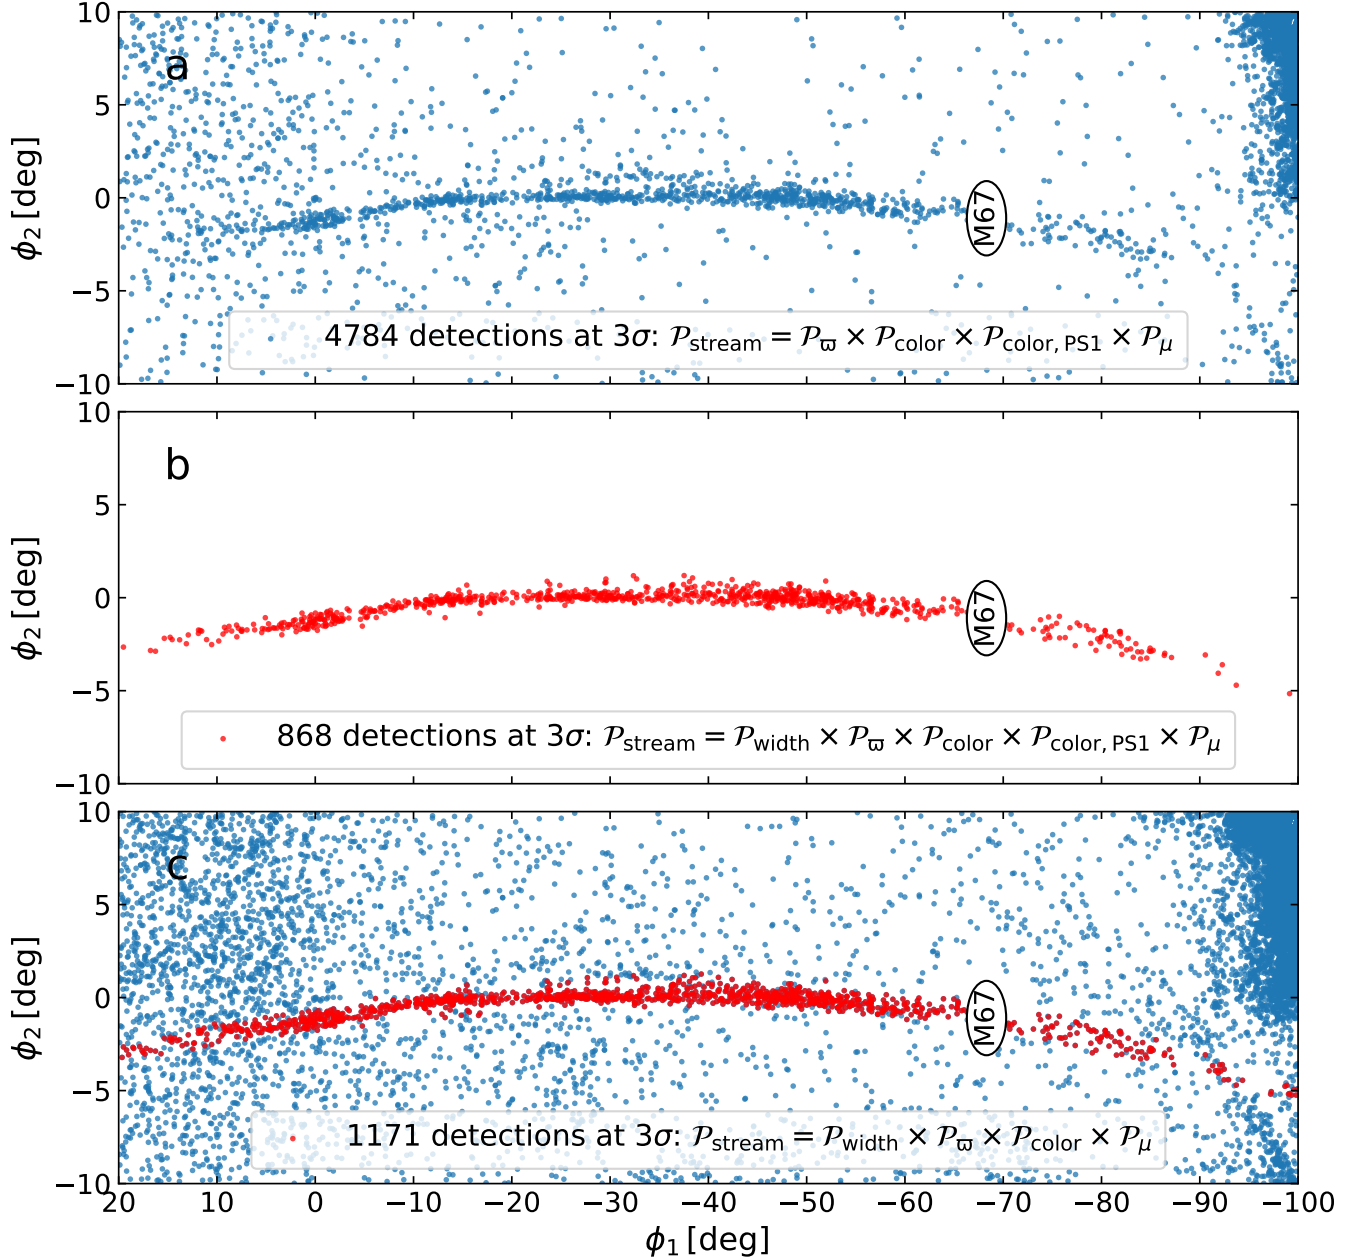 10
5
0
−5
−10
ϕ₂ [deg]
a
M67
4784 detections at 3σ: 𝒫stream = 𝒫ϖ × 𝒫color × 𝒫color, PS1 × 𝒫μ
10
5
0
−5
−10
ϕ₂ [deg]
b
M67
868 detections at 3σ: 𝒫stream = 𝒫width × 𝒫ϖ × 𝒫color × 𝒫color, PS1 × 𝒫μ
10
5
0
−5
−10
ϕ₂ [deg]
c
M67
1171 detections at 3σ: 𝒫stream = 𝒫width × 𝒫ϖ × 𝒫color × 𝒫μ
20 10 0 −10 −20 −30 −40 −50 −60 −70 −80 −90 −100
ϕ₁ [deg]